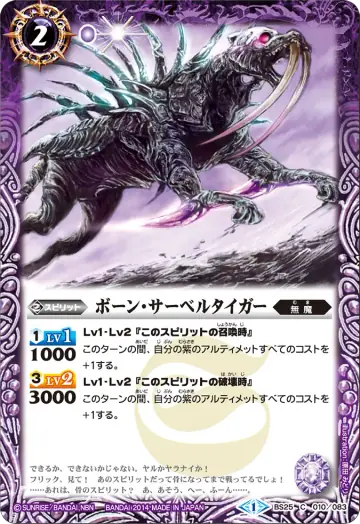 2
スピリット ボーン・サーベルタイガー 無魔
1 LV1 1000
Lv1・Lv2『このスピリットの召喚時』
このターンの間、自分の紫のアルティメットすべてのコストを
+1する。
3 LV2 3000
Lv1・Lv2『このスピリットの破壊時』
このターンの間、自分の紫のアルティメットすべてのコストを
+1する。
できるか、できないかじゃない、ヤルかヤラナイか！
フリック、見て！ あのスピリットだって骨になってまで戦ってるでしょ！
…あれは、骨のスピリット？ あ、あそう、へー、ふーん……。
©SUNRISE/BANDAI,NBN BANDAI 2014 MADE IN JAPAN
1 BS25 C 010/083